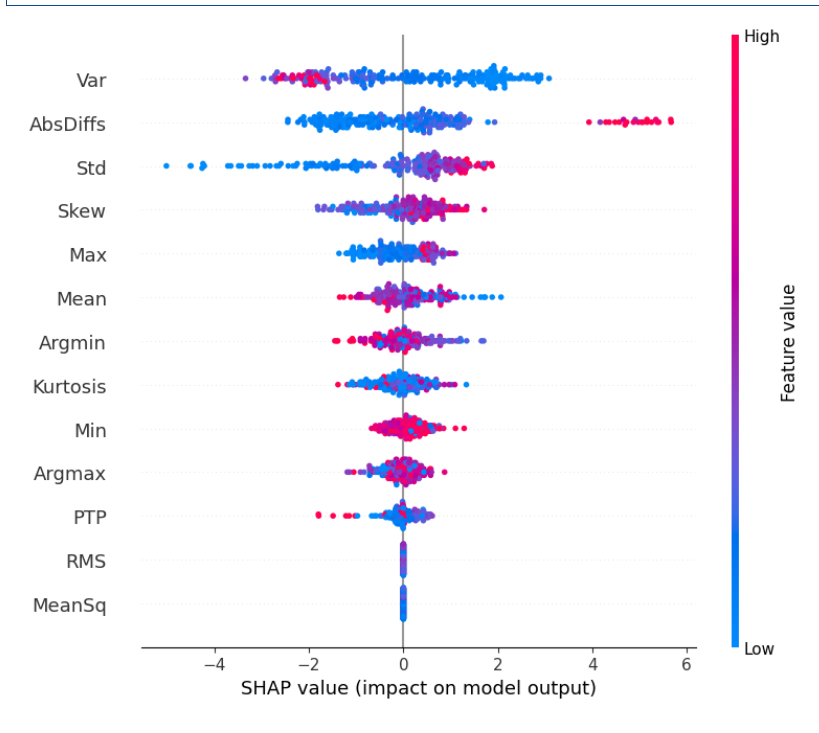 High
Var
AbsDiffs
Std
Skew
Max
Mean
Argmin
Kurtosis
Min
Argmax
PTP
RMS
MeanSq
Feature value
Low
−4 −2 0 2 4 6
SHAP value (impact on model output)